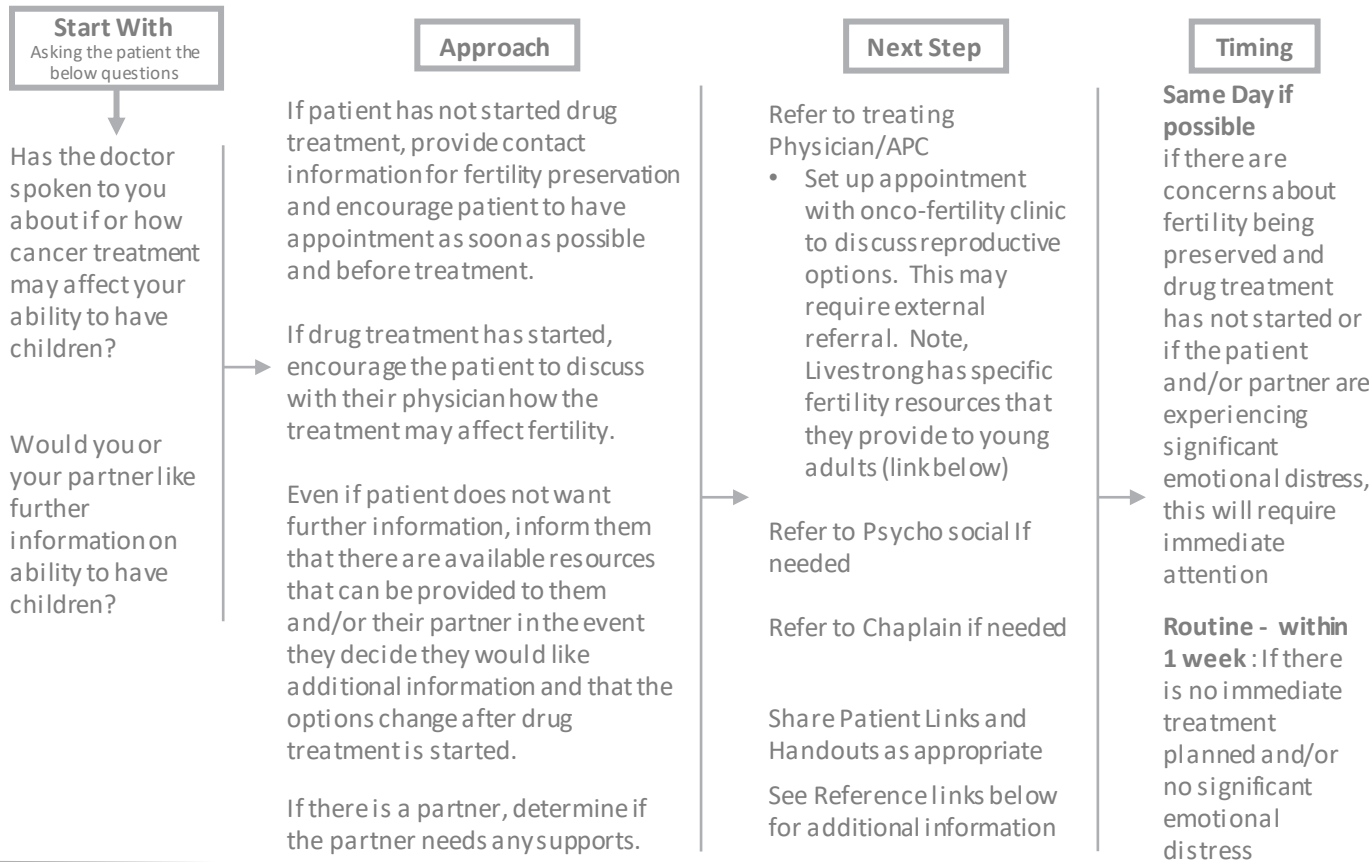 Start With
Asking the patient the
below questions
Has the doctor
spoken to you
about if or how
cancer treatment
may affect your
ability to have
children?
Would you or
your partner like
further
information on
ability to have
children?
Approach
If patient has not started drug
treatment, provide contact
information for fertility preservation
and encourage patient to have
appointment as soon as possible
and before treatment.
If drug treatment has started,
encourage the patient to discuss
with their physician how the
treatment may affect fertility.
Even if patient does not want
further information, inform them
that there are available resources
that can be provided to them
and/or their partner in the event
they decide they would like
additional information and that the
options change after drug
treatment is started.
If there is a partner, determine if
the partner needs any supports.
Next Step
Refer to treating
Physician/APC
• Set up appointment
with onco-fertility clinic
to discuss reproductive
options. This may
require external
referral. Note,
Livestrong has specific
fertility resources that
they provide to young
adults (link below)
Refer to Psycho social If
needed
Refer to Chaplain if needed
Share Patient Links and
Handouts as appropriate
See Reference links below
for additional information
Timing
Same Day if
possible
if there are
concerns about
fertility being
preserved and
drug treatment
has not started or
if the patient
and/or partner are
experiencing
significant
emotional distress,
this will require
immediate
attention
Routine - within
1 week : If there
is no immediate
treatment
planned and/or
no significant
emotional
distress